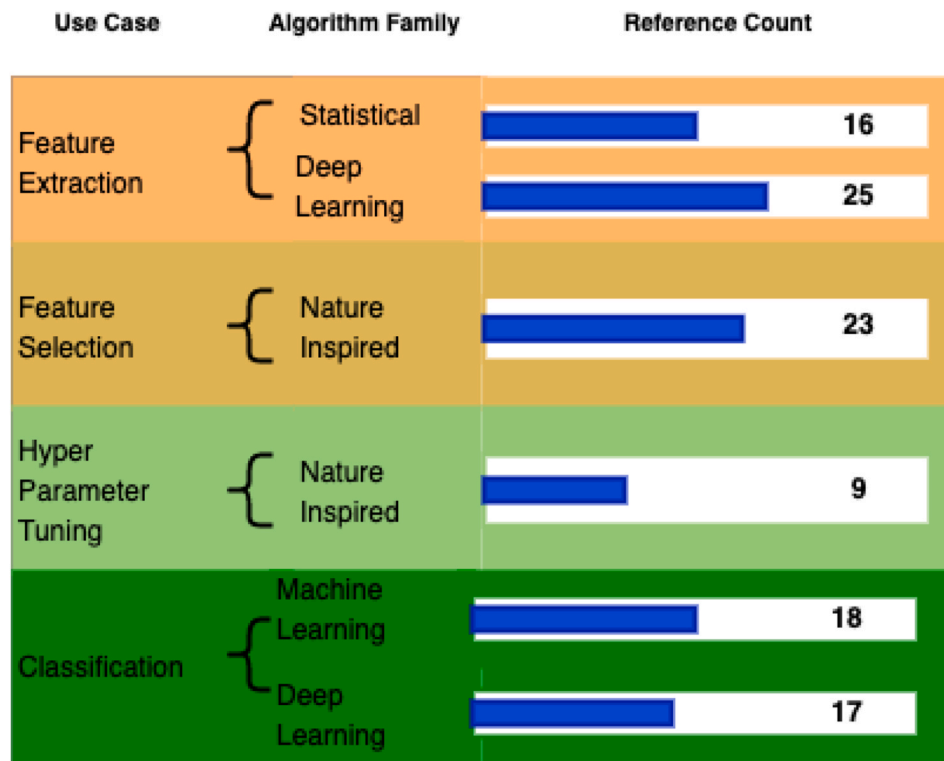 Use Case Algorithm Family Reference Count
Statistical 16
Feature
Extraction
Deep
Learning 25
Feature
Selection
Nature
Inspired
23
Hyper
Parameter
Tuning
Nature
Inspired
9
Machine
Learning 18
Classification
Deep
Learning 17